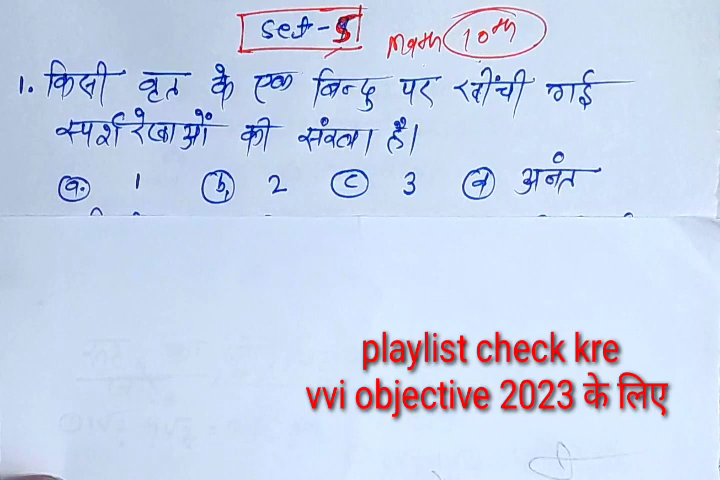 Set-5 Math 10th
1. किसी वृत के एक बिन्दु पर खींची गई
स्पर्श रेखाओं की संख्या है।
a. 1 b, 2 c 3 d अनंत
playlist check kre
vvi objective 2023 के लिए